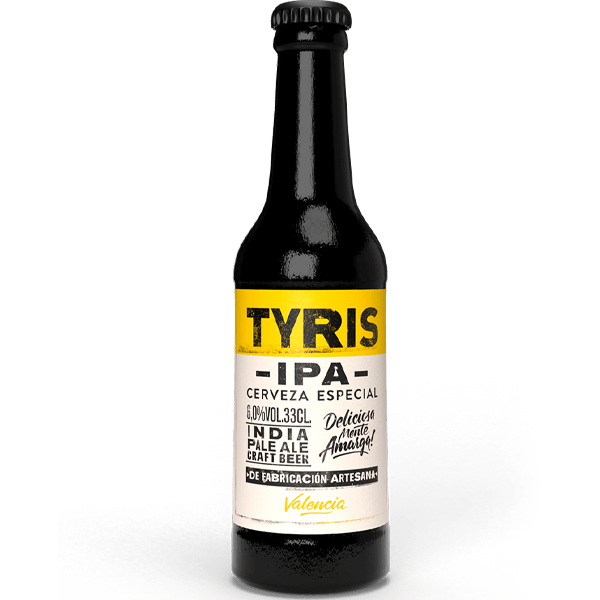 TYRIS
-IPA-
CERVEZA ESPECIAL
6,0%VOL.33CL.
INDIA
PALE ALE
CRAFT BEER
Deliciosa
Mente
Amarga!
DE FABRICACIÓN ARTESANA
Valencia